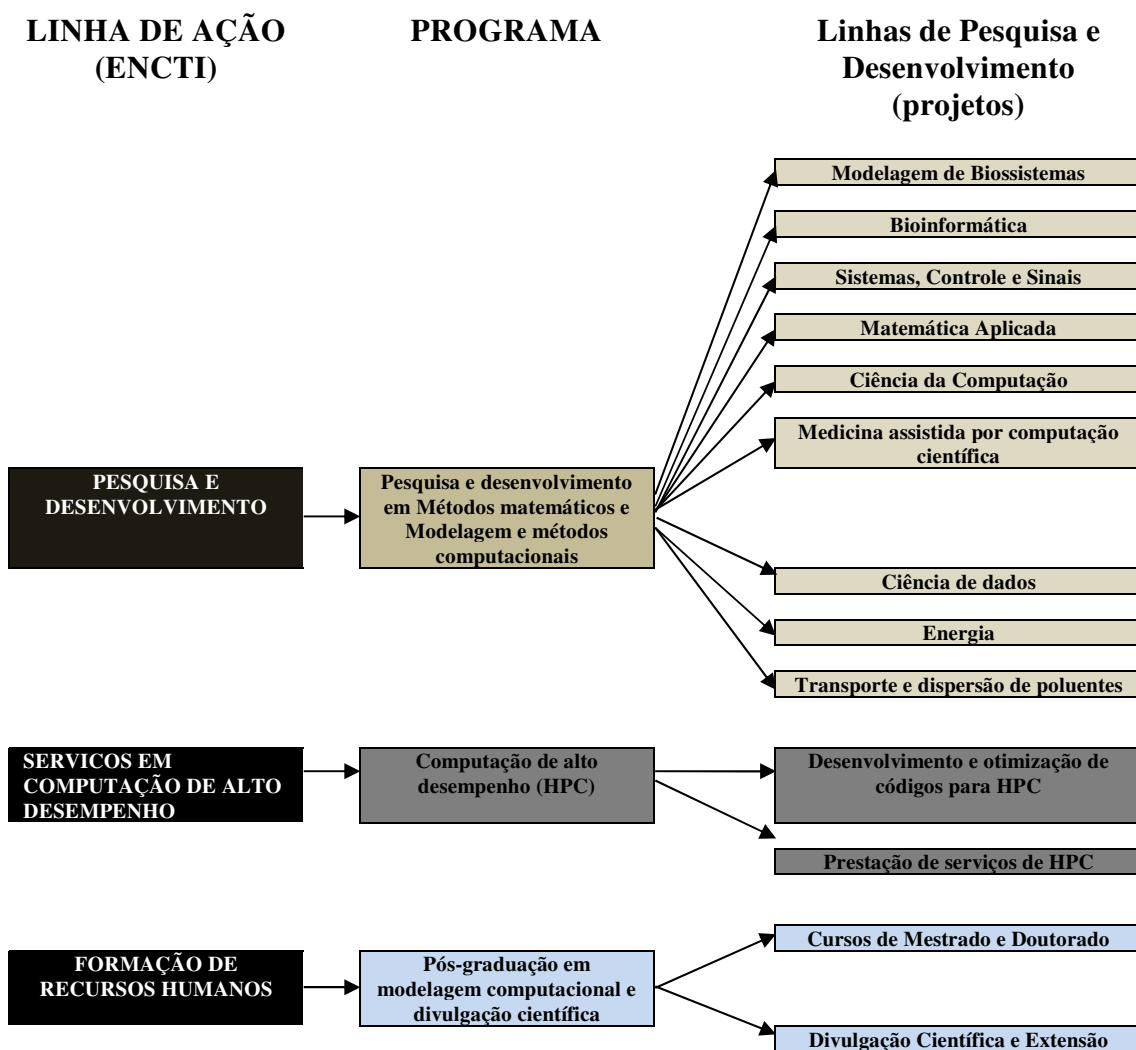 LINHA DE AÇÃO
(ENCTI)
PROGRAMA
Linhas de Pesquisa e
Desenvolvimento
(projetos)
Modelagem de Biossistemas
Bioinformática
Sistemas, Controle e Sinais
Matemática Aplicada
Ciência da Computação
Medicina assistida por computação
científica
PESQUISA E
DESENVOLVIMENTO
Pesquisa e desenvolvimento
em Métodos matemáticos e
Modelagem e métodos
computacionais
Ciência de dados
Energia
Transporte e dispersão de poluentes
SERVICOS EM
COMPUTAÇÃO DE ALTO
DESEMPENHO
Computação de alto
desempenho (HPC)
Desenvolvimento e otimização de
códigos para HPC
Prestação de serviços de HPC
FORMAÇÃO DE
RECURSOS HUMANOS
Pós-graduação em
modelagem computacional e
divulgação científica
Cursos de Mestrado e Doutorado
Divulgação Científica e Extensão